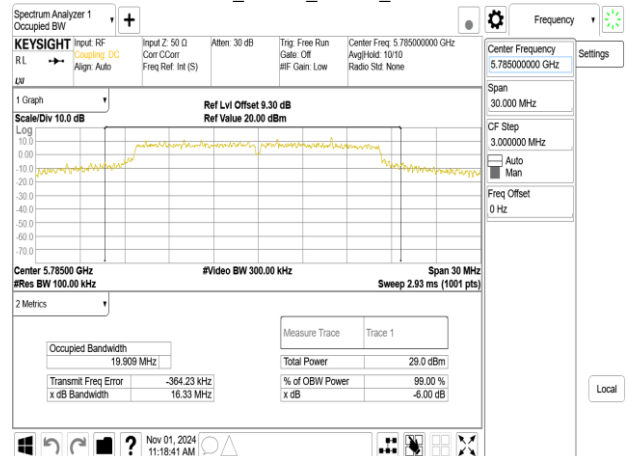 Spectrum Analyzer 1
Occupied BW
Frequency
KEYSIGHT
R L
LXI
Input: RF
Coupling: DC
Align: Auto
Input Z: 50 Ω
Corr CCorr
Freq Ref: Int (S)
Atten: 30 dB
Trig: Free Run
Gate: Off
#IF Gain: Low
Center Freq: 5.785000000 GHz
Avg|Hold: 10/10
Radio Std: None
Center Frequency
5.785000000 GHz
Settings
Span
30.000 MHz
CF Step
3.000000 MHz
Auto
Man
Freq Offset
0 Hz
Local
1 Graph
Scale/Div 10.0 dB
Ref Lvl Offset 9.30 dB
Ref Value 20.00 dBm
Log
10.0
0.00
-10.0
-20.0
-30.0
-40.0
-50.0
-60.0
-70.0
Center 5.78500 GHz
#Video BW 300.00 kHz
Span 30 MHz
#Res BW 100.00 kHz
Sweep 2.93 ms (1001 pts)
2 Metrics
Measure Trace Trace 1
Occupied Bandwidth
19.909 MHz
Total Power 29.0 dBm
Transmit Freq Error -364.23 kHz
% of OBW Power 99.00 %
x dB Bandwidth 16.33 MHz
x dB -6.00 dB
?
Nov 01, 2024
11:18:41 AM